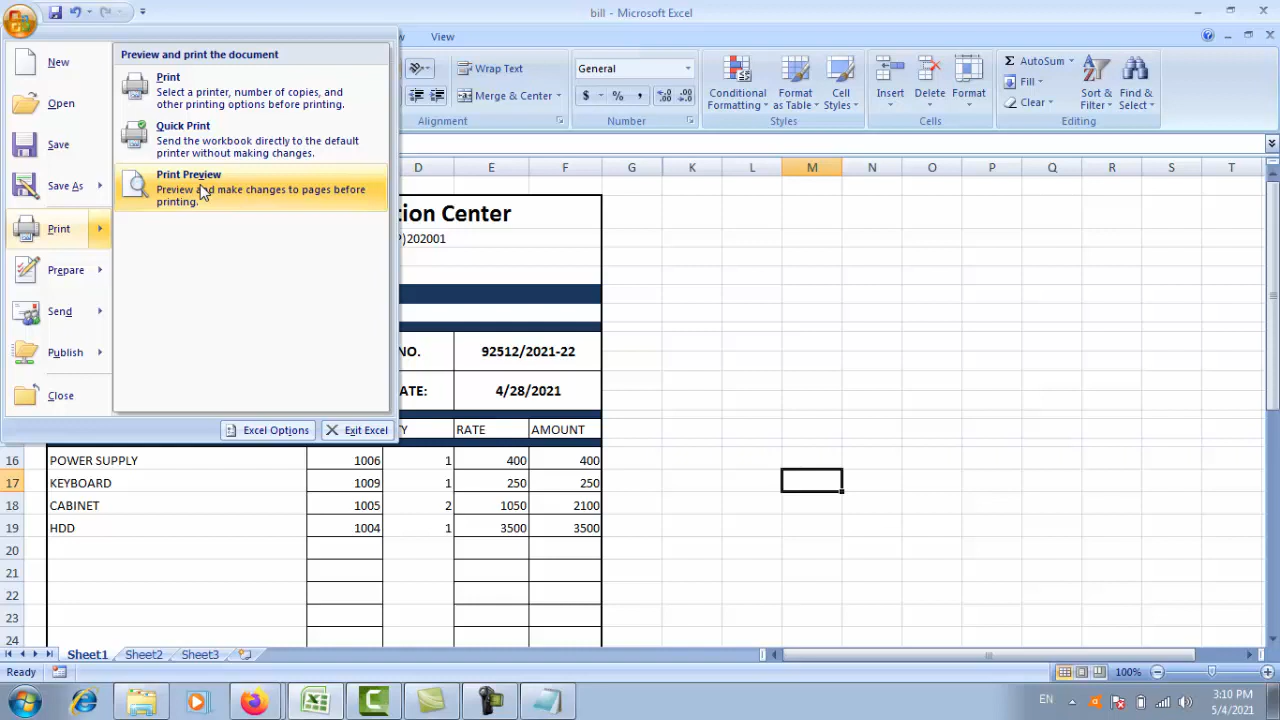 bill - Microsoft Excel
View
New
Open
Save
Save As
Print
Prepare
Send
Publish
Close
Preview and print the document
Print
Select a printer, number of copies, and
other printing options before printing.
Quick Print
Send the workbook directly to the default
printer without making changes.
Print Preview
Preview and make changes to pages before
printing.
Excel Options
Exit Excel
Wrap Text
Merge & Center
Alignment
General
$ % ,
Number
Conditional Formatting
Format as Table
Cell Styles
Styles
Insert
Delete
Format
Cells
AutoSum
Fill
Clear
Sort & Filter
Find & Select
Editing
D E F G K L M N O P Q R S T
tion Center
P)202001
NO. 92512/2021-22
ATE: 4/28/2021
Y RATE AMOUNT
16 POWER SUPPLY 1006 1 400 400
17 KEYBOARD 1009 1 250 250
18 CABINET 1005 2 1050 2100
19 HDD 1004 1 3500 3500
20
21
22
23
24
Sheet1 Sheet2 Sheet3
Ready 100%
EN 3:10 PM
5/4/2021